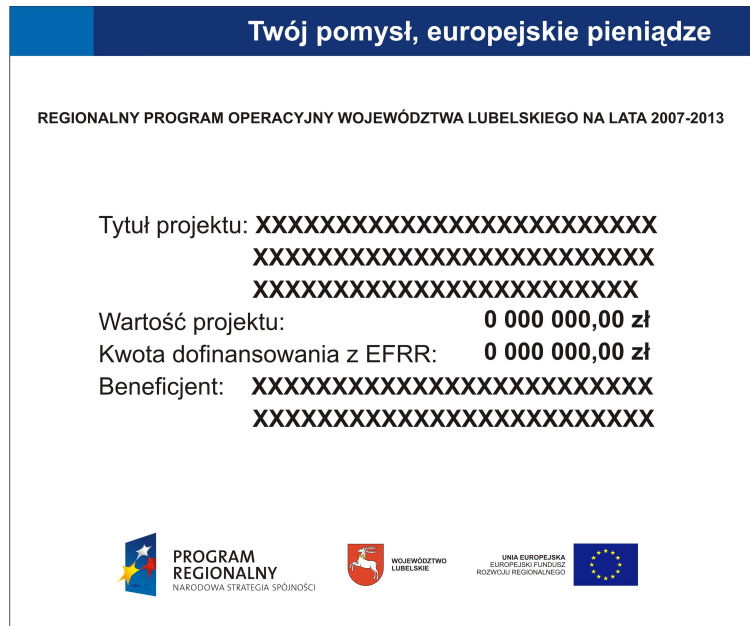 Twój pomysł, europejskie pieniądze
REGIONALNY PROGRAM OPERACYJNY WOJEWÓDZTWA LUBELSKIEGO NA LATA 2007-2013
Tytuł projektu: XXXXXXXXXXXXXXXXXXXXXXXXX
XXXXXXXXXXXXXXXXXXXXXXXXX
XXXXXXXXXXXXXXXXXXXXXXXX
Wartość projektu: 0 000 000,00 zł
Kwota dofinansowania z EFRR: 0 000 000,00 zł
Beneficjent: XXXXXXXXXXXXXXXXXXXXXXXXX
XXXXXXXXXXXXXXXXXXXXXXXXX
PROGRAM
REGIONALNY
NARODOWA STRATEGIA SPÓJNOŚCI
WOJEWÓDZTWO
LUBELSKIE
UNIA EUROPEJSKA
EUROPEJSKI FUNDUSZ
ROZWOJU REGIONALNEGO